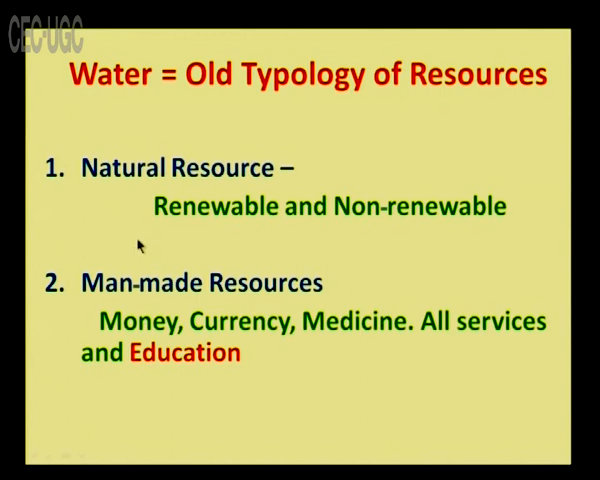 CEC-UGC
Water = Old Typology of Resources
1. Natural Resource –
Renewable and Non-renewable
2. Man-made Resources
Money, Currency, Medicine. All services
and Education